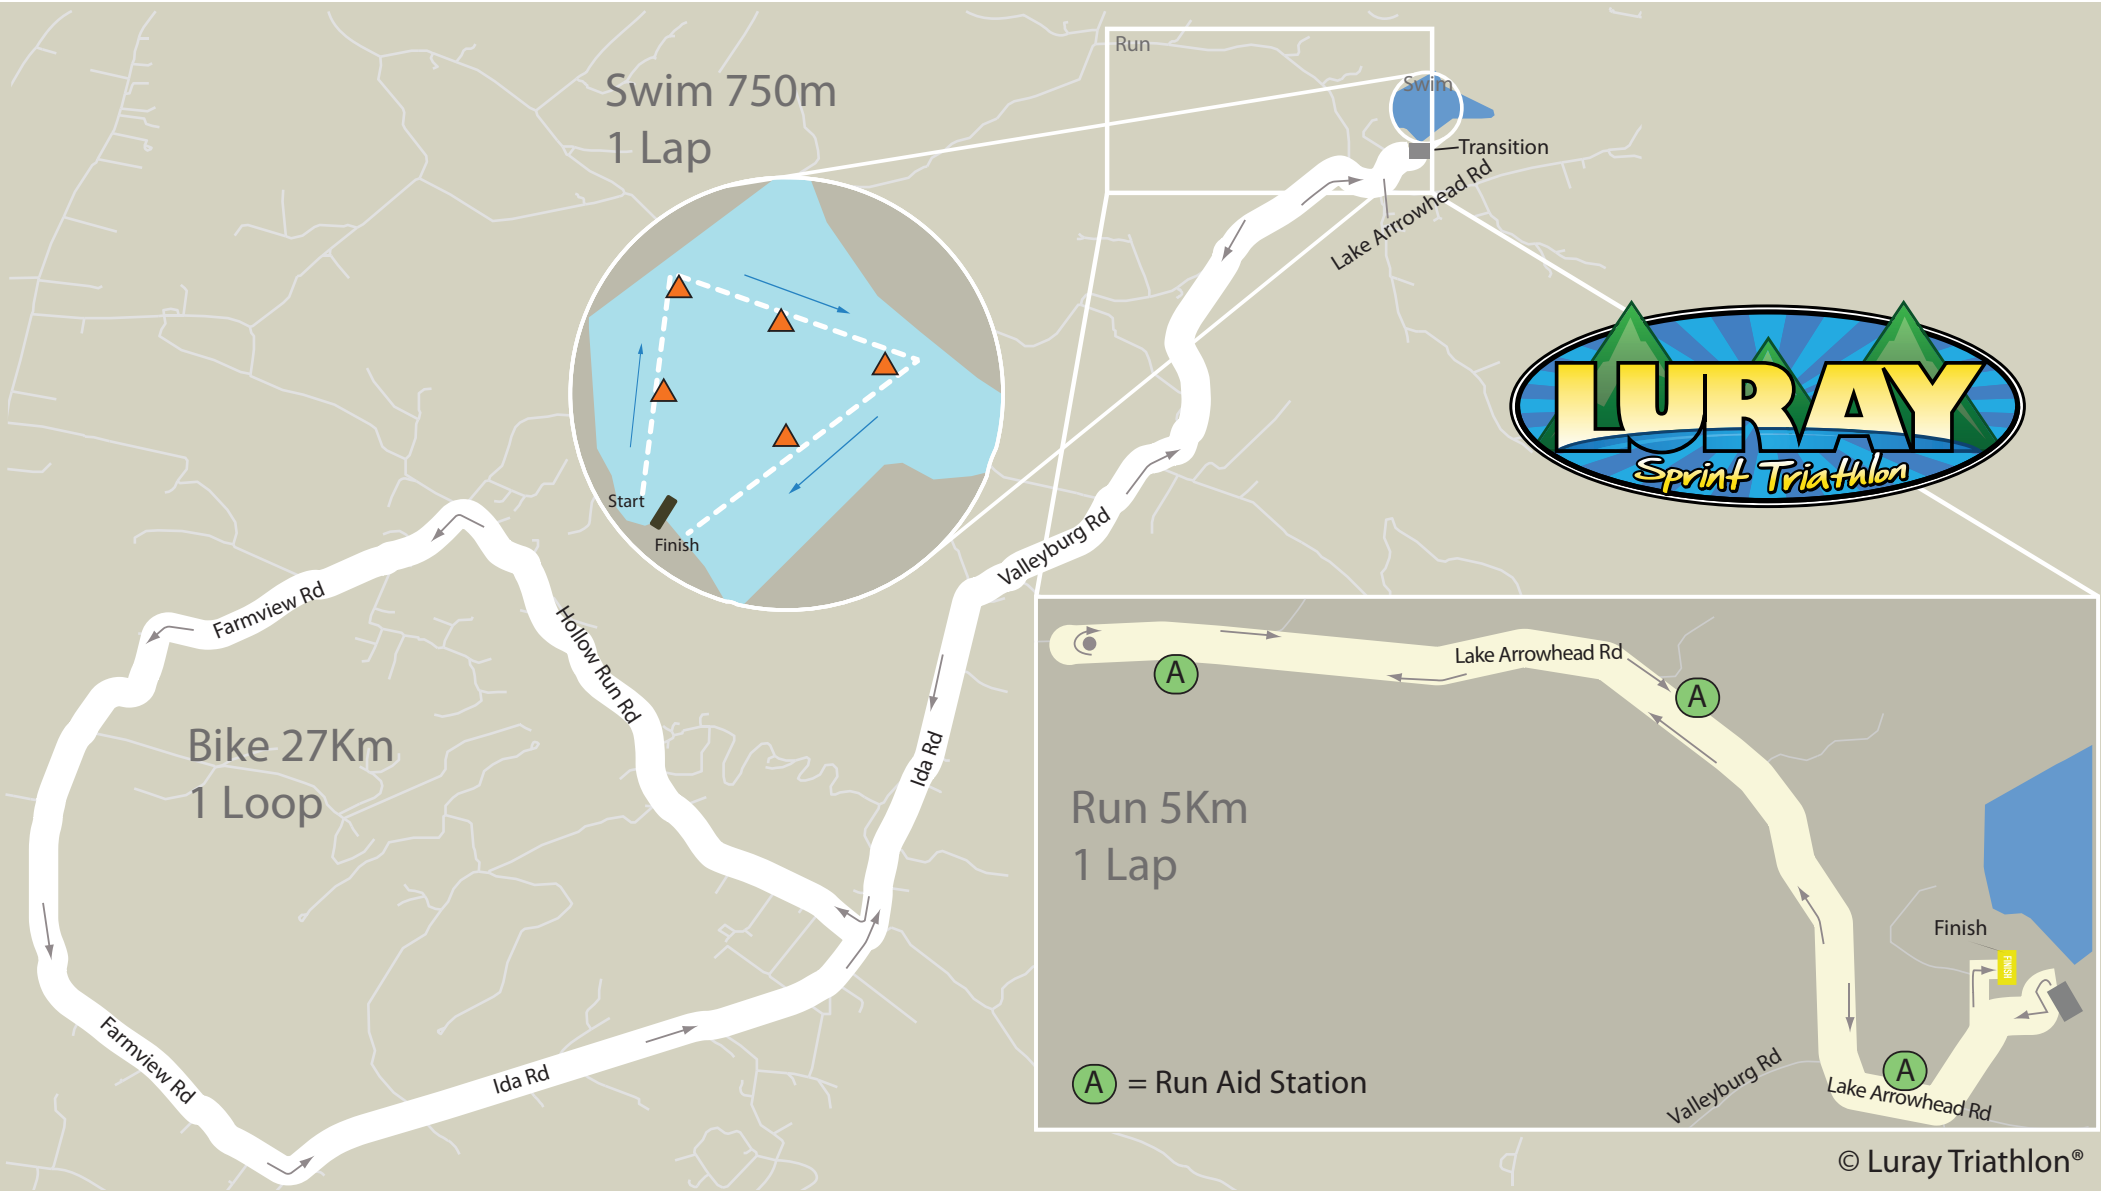 Run
Swim
Swim 750m
1 Lap
Transition
Lake Arrrowhead Rd
LURAY
Sprint Triathlon
Start
Finish
Valleyburg Rd
Farmview Rd
Hollow Run Rd
Bike 27Km
1 Loop
Ida Rd
Farmview Rd
Ida Rd
Lake Arrowhead Rd
A
A
Run 5Km
1 Lap
Finish
FINISH
A = Run Aid Station
Valleyburg Rd
A
Lake Arrowhead Rd
© Luray Triathlon®